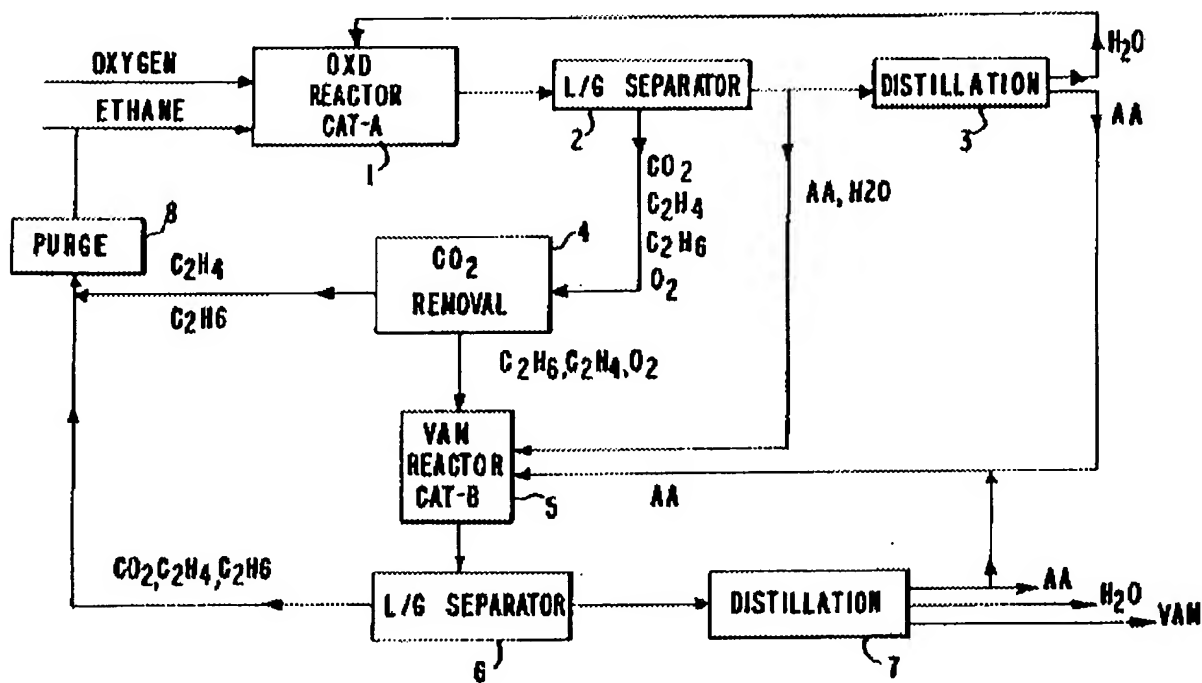 OXYGEN
ETHANE
OXD
REACTOR
CAT-A
1
L/G SEPARATOR
2
DISTILLATION
3
H2O
AA
CO2
C2H4
C2H6
O2
AA, H2O
PURGE
8
C2H4
C2H6
CO2
REMOVAL
4
C2H6,C2H4,O2
VAM
REACTOR
CAT-B
5
AA
CO2,C2H4,C2H6
L/G SEPARATOR
6
DISTILLATION
7
AA
H2O
VAM